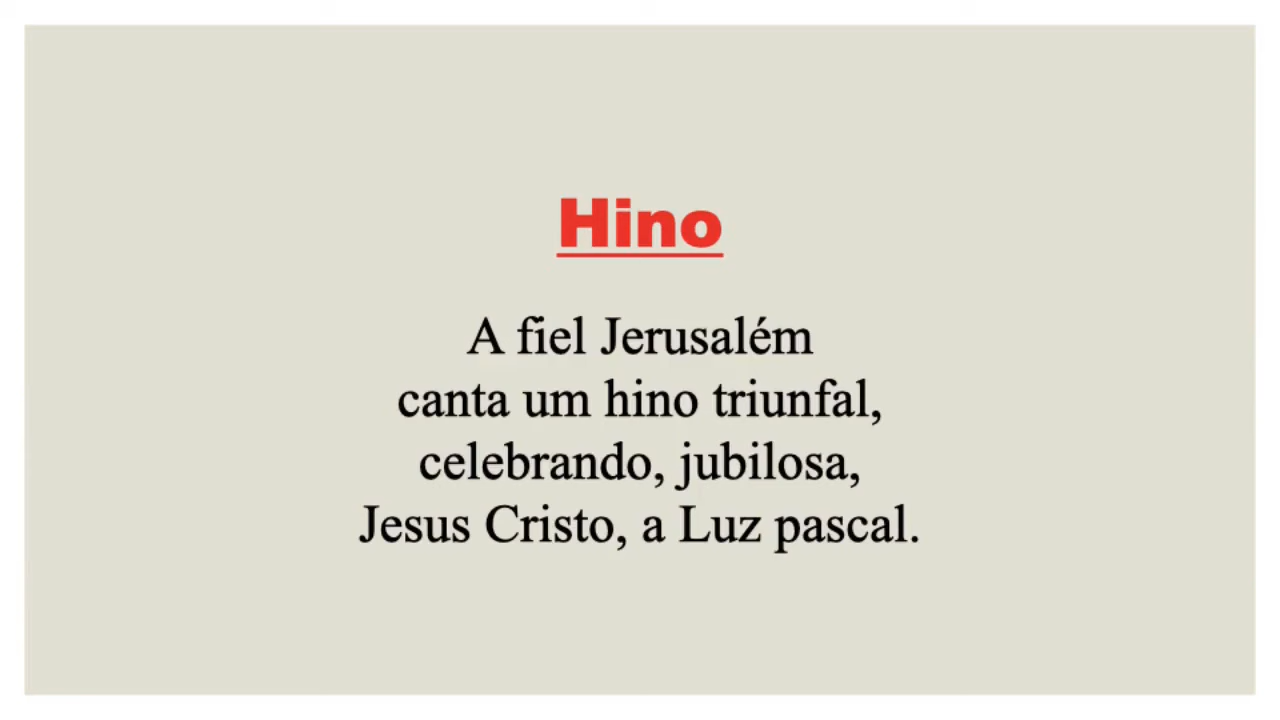 Hino
A fiel Jerusalém
canta um hino triunfal,
celebrando, jubilosa,
Jesus Cristo, a Luz pascal.